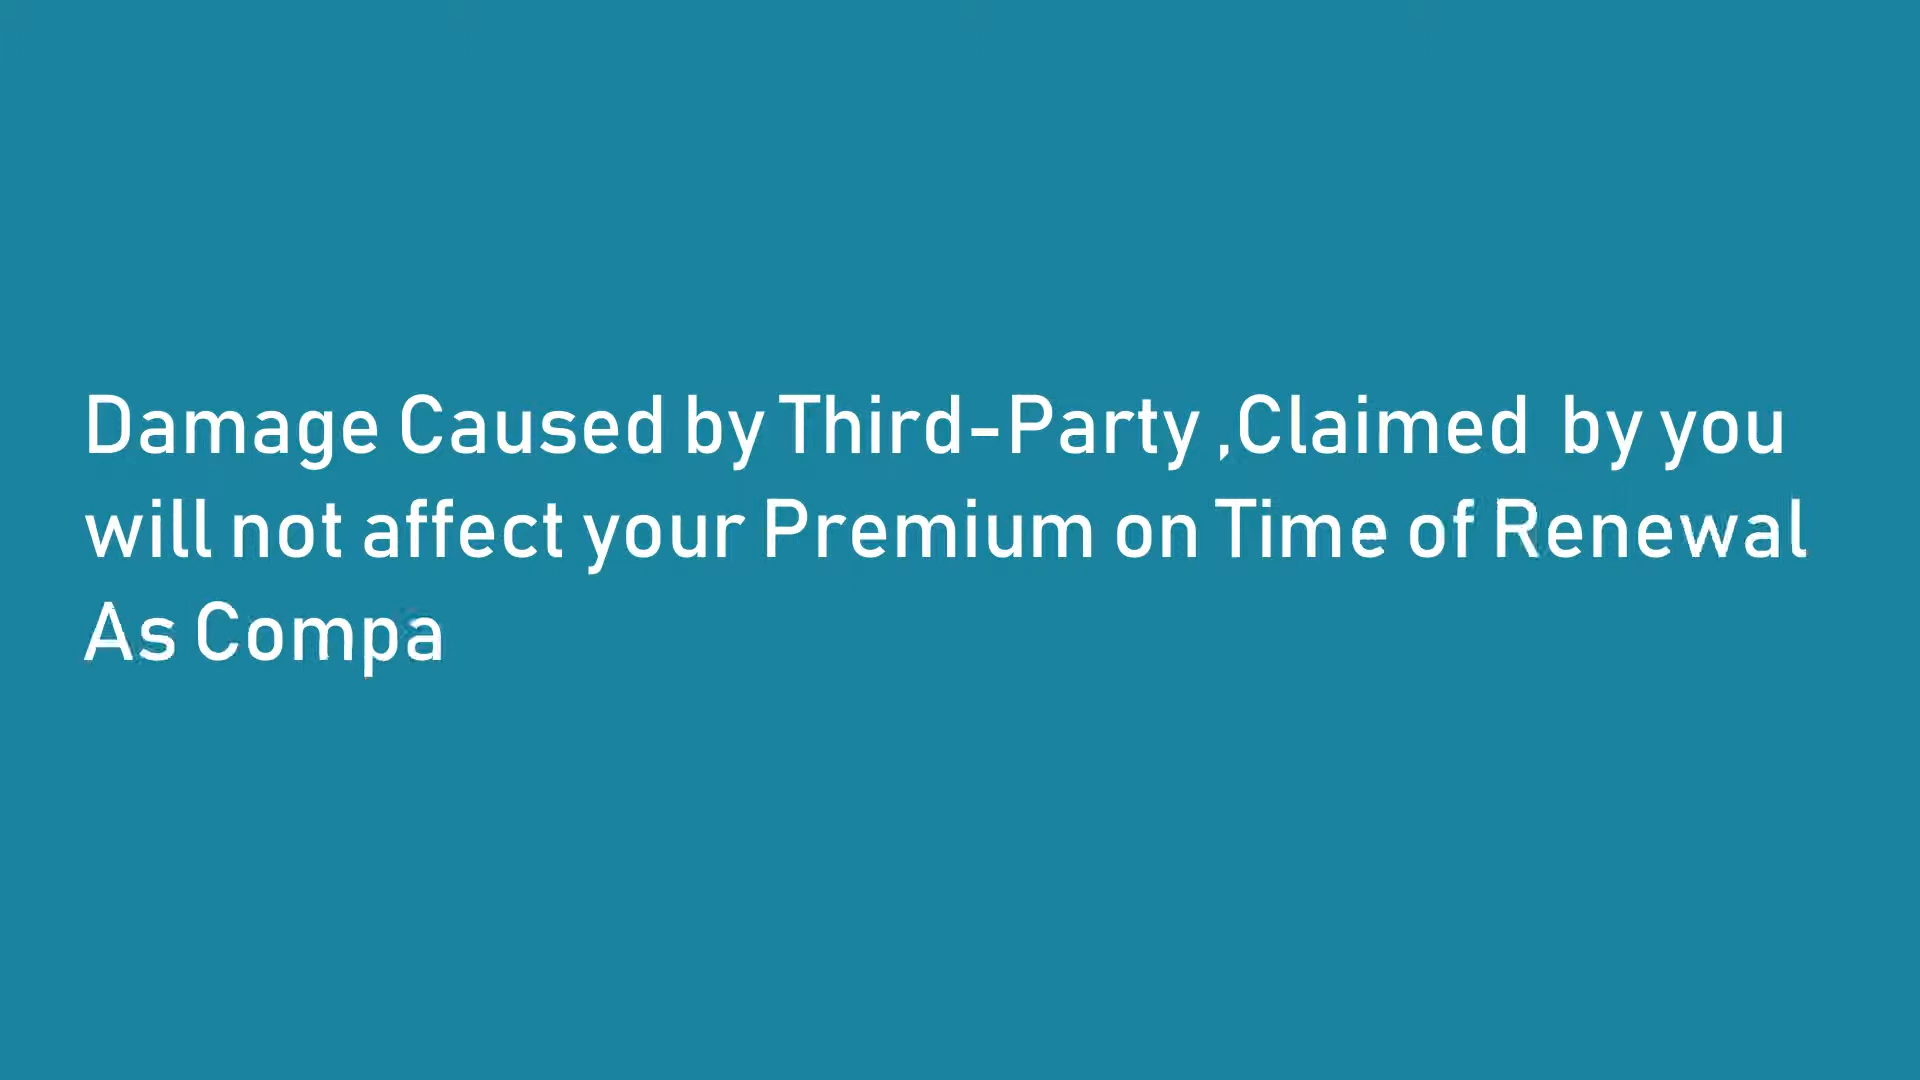 Damage Caused by Third-Party ,Claimed by you
will not affect your Premium on Time of Renewal
As Compa